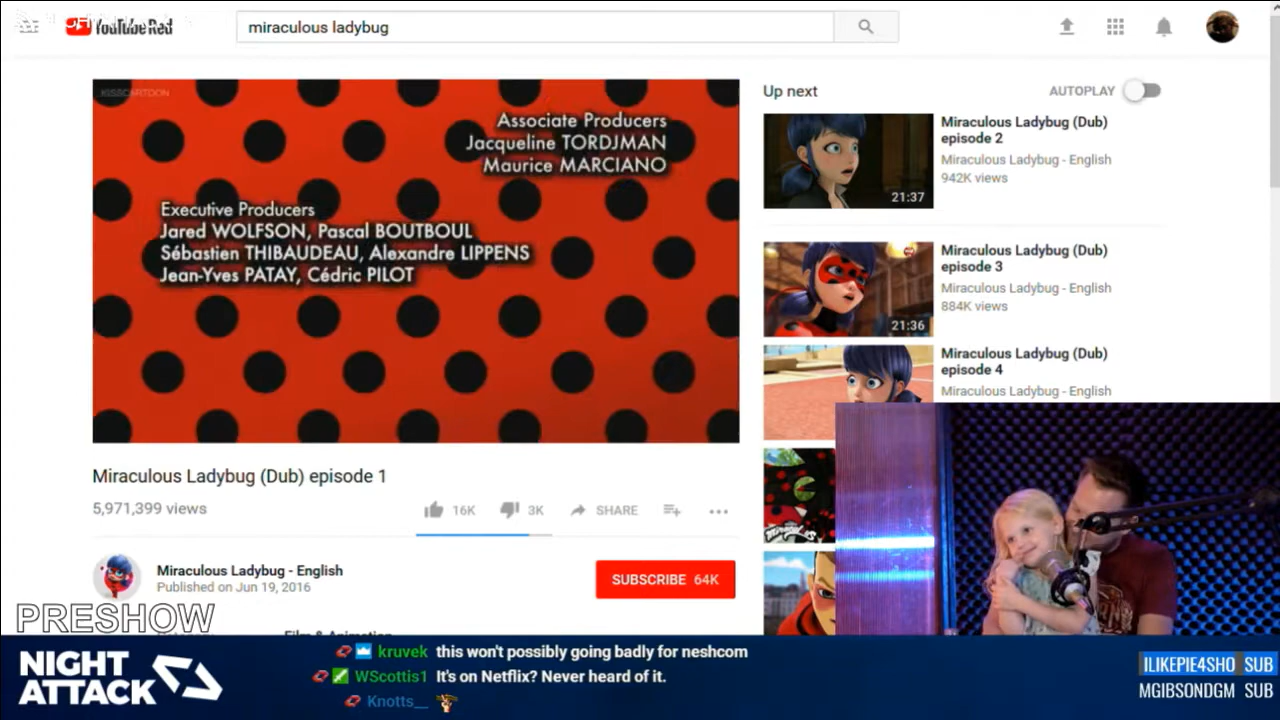 YouTube Red
miraculous ladybug
KISSCARTOON
Associate Producers
Jacqueline TORDJMAN
Maurice MARCIANO
Executive Producers
Jared WOLFSON, Pascal BOUTBOUL
Sébastien THIBAUDEAU, Alexandre LIPPENS
Jean-Yves PATAY, Cédric PILOT
Miraculous Ladybug (Dub) episode 1
5,971,399 views
16K
3K
SHARE
Miraculous Ladybug - English
Published on Jun 19, 2016
SUBSCRIBE 64K
Film & Animation
Up next
AUTOPLAY
Miraculous Ladybug (Dub)
episode 2
Miraculous Ladybug - English
942K views
21:37
Miraculous Ladybug (Dub)
episode 3
Miraculous Ladybug - English
884K views
21:36
Miraculous Ladybug (Dub)
episode 4
Miraculous Ladybug - English
PRESHOW
NIGHT
ATTACK
kruvek this won't possibly going badly for neshcom
WScottis1 It's on Netflix? Never heard of it.
Knotts__
ILIKEPIE4SHO SUB
MGIBSONDGM SUB